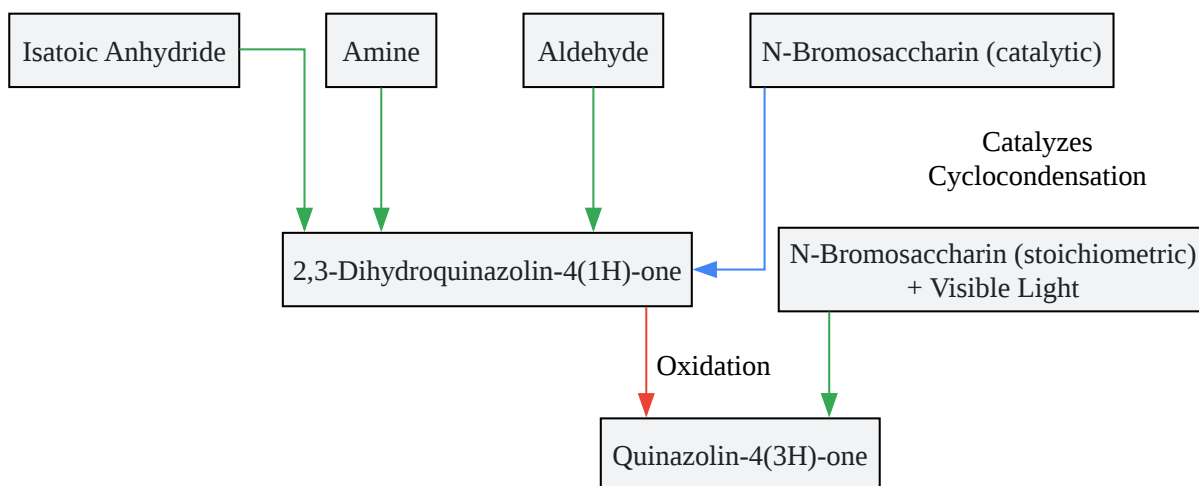 Isatoic Anhydride
Amine
Aldehyde
N-Bromosaccharin (catalytic)
Catalyzes
Cyclocondensation
2,3-Dihydroquinazolin-4(1H)-one
N-Bromosaccharin (stoichiometric)
+ Visible Light
Oxidation
Quinazolin-4(3H)-one